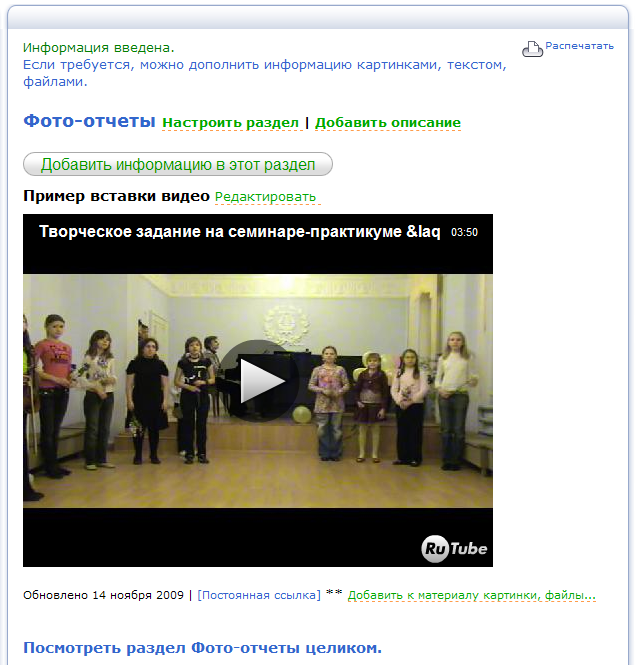 Информация введена.
Распечатать
Если требуется, можно дополнить информацию картинками, текстом,
файлами.
Фото-отчеты Настроить раздел | Добавить описание
Добавить информацию в этот раздел
Пример вставки видео Редактировать
Творческое задание на семинаре-практикуме &laq 03:50
RuTube
Обновлено 14 ноября 2009 | [Постоянная ссылка] ** Добавить к материалу картинки, файлы...
Посмотреть раздел Фото-отчеты целиком.